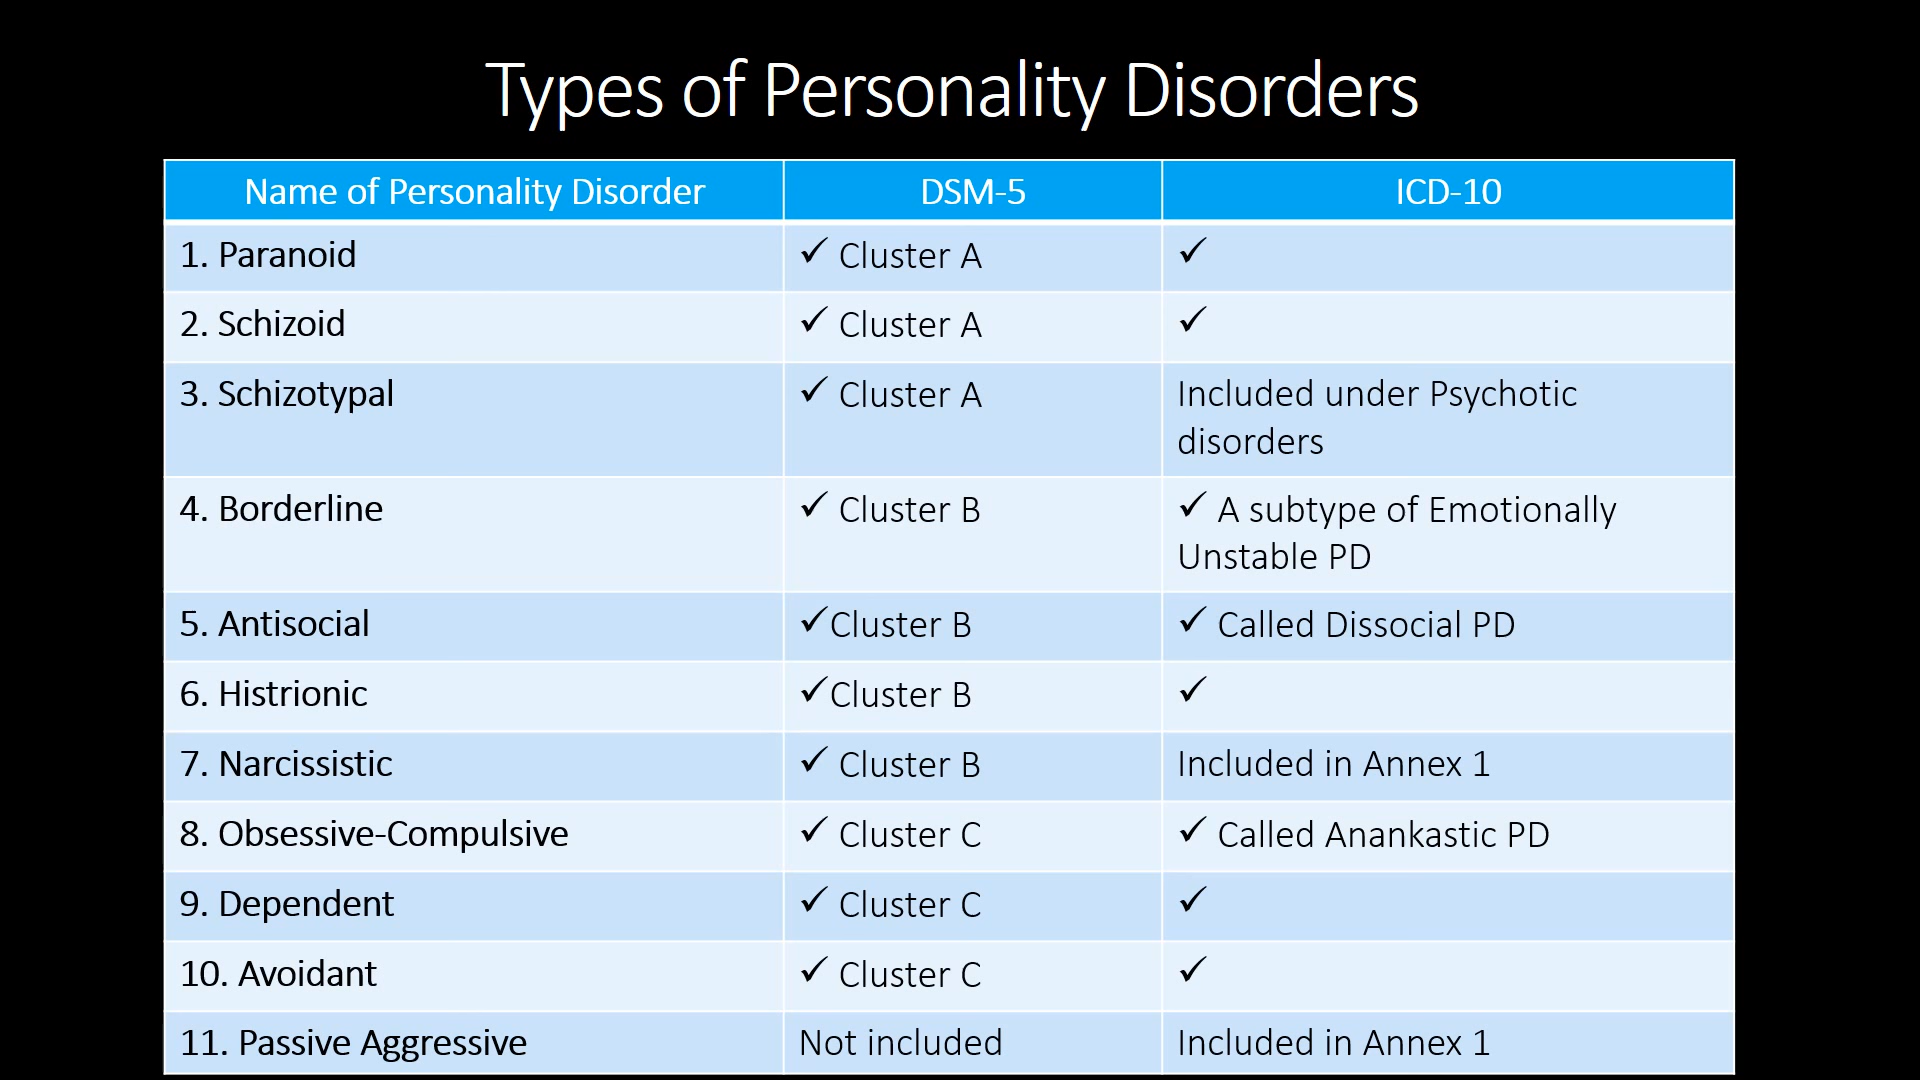 Types of Personality Disorders
Name of Personality Disorder DSM-5 ICD-10
1. Paranoid ✓ Cluster A ✓
2. Schizoid ✓ Cluster A ✓
3. Schizotypal ✓ Cluster A Included under Psychotic
disorders
4. Borderline ✓ Cluster B ✓ A subtype of Emotionally
Unstable PD
5. Antisocial ✓Cluster B ✓ Called Dissocial PD
6. Histrionic ✓Cluster B ✓
7. Narcissistic ✓ Cluster B Included in Annex 1
8. Obsessive-Compulsive ✓ Cluster C ✓ Called Anankastic PD
9. Dependent ✓ Cluster C ✓
10. Avoidant ✓ Cluster C ✓
11. Passive Aggressive Not included Included in Annex 1